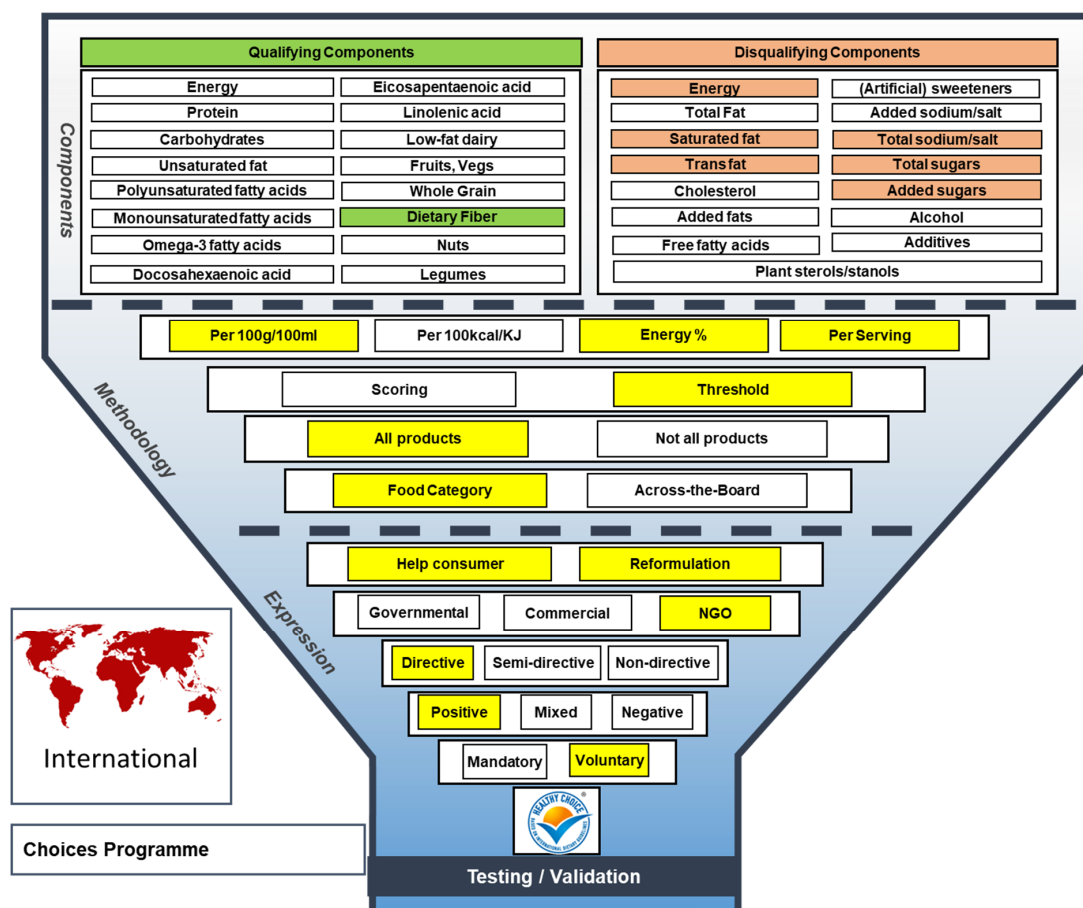 Qualifying Components
Disqualifying Components
Components
Energy
Eicosapentaenoic acid
Protein
Linolenic acid
Carbohydrates
Low-fat dairy
Unsaturated fat
Fruits, Vegs
Polyunsaturated fatty acids
Whole Grain
Monounsaturated fatty acids
Dietary Fiber
Omega-3 fatty acids
Nuts
Docosahexaenoic acid
Legumes
Energy
(Artificial) sweeteners
Total Fat
Added sodium/salt
Saturated fat
Total sodium/salt
Trans fat
Total sugars
Cholesterol
Added sugars
Added fats
Alcohol
Free fatty acids
Additives
Plant sterols/stanols
Methodology
Per 100g/100ml
Per 100kcal/KJ
Energy %
Per Serving
Scoring
Threshold
All products
Not all products
Food Category
Across-the-Board
Expression
Help consumer
Reformulation
Governmental
Commercial
NGO
Directive
Semi-directive
Non-directive
Positive
Mixed
Negative
Mandatory
Voluntary
International
HEALTHY CHOICE
®
BASED ON INTERNATIONAL DIETARY GUIDELINES
Choices Programme
Testing / Validation